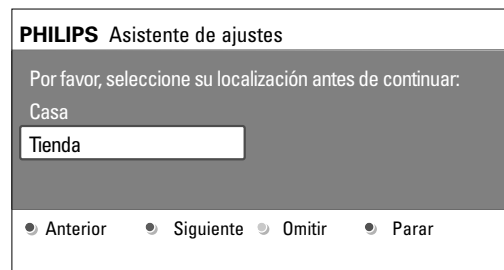 PHILIPS Asistente de ajustes
Por favor, seleccione su localización antes de continuar:
Casa
Tienda
Anterior Siguiente Omitir Parar